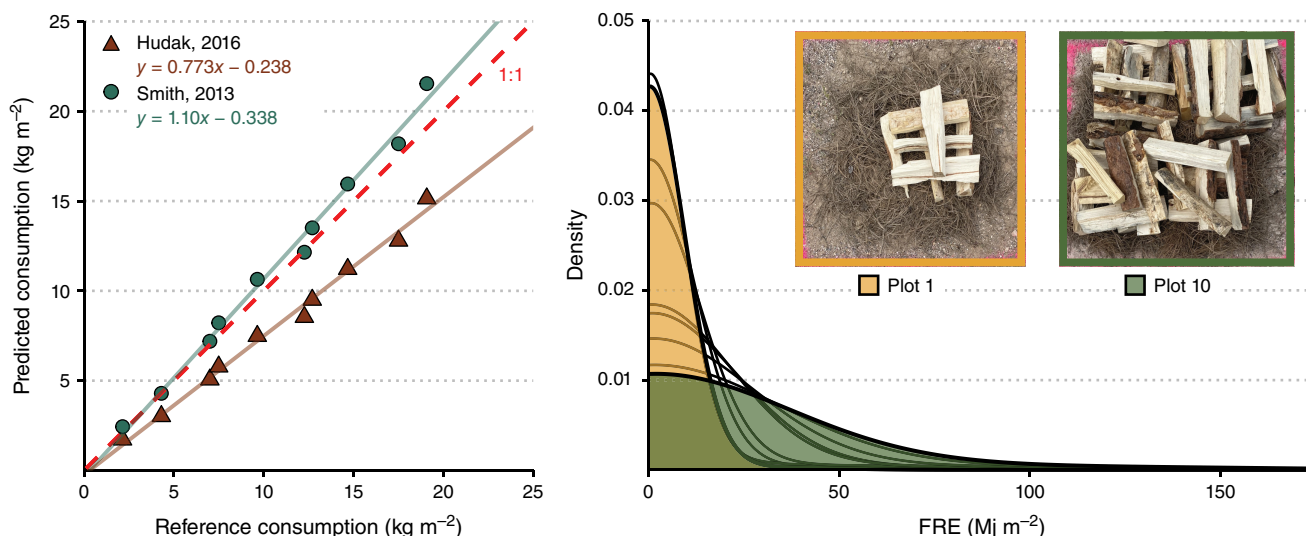 25
20
15
10
5
Predicted consumption (kg m⁻²)
Hudak, 2016
y = 0.773x – 0.238
Smith, 2013
y = 1.10x – 0.338
1:1
0 5 10 15 20 25
Reference consumption (kg m⁻²)
0.05
0.04
0.03
0.02
0.01
0.00
Density
Plot 1
Plot 10
0 50 100 150
FRE (Mj m⁻²)